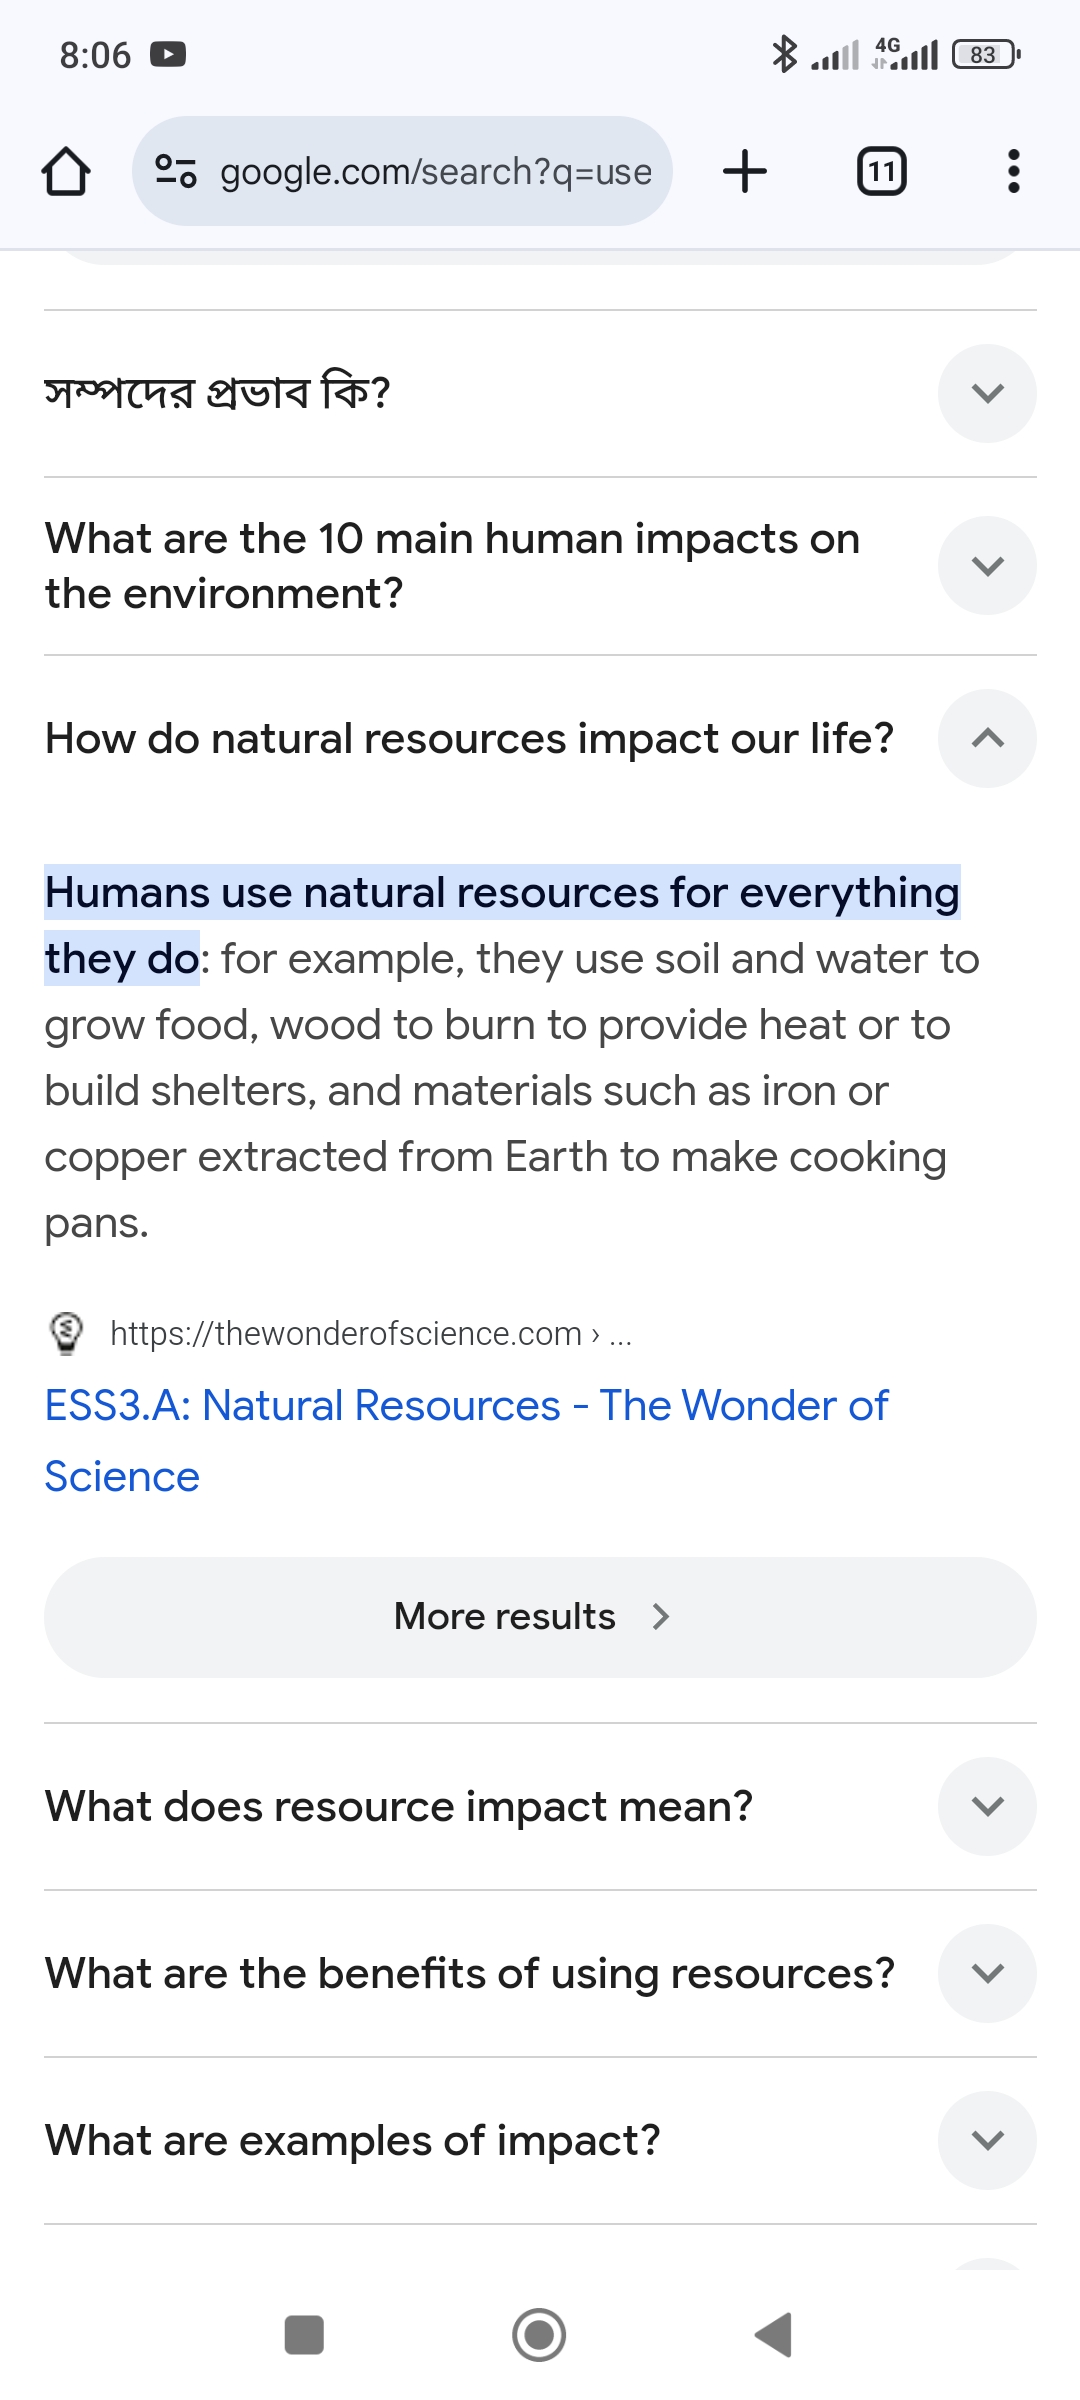 8:06
4G
83
google.com/search?q=use
11
সম্পদের প্রভাব কি?
What are the 10 main human impacts on
the environment?
How do natural resources impact our life?
Humans use natural resources for everything
they do: for example, they use soil and water to
grow food, wood to burn to provide heat or to
build shelters, and materials such as iron or
copper extracted from Earth to make cooking
pans.
https://thewonderofscience.com › ...
ESS3.A: Natural Resources - The Wonder of
Science
More results
What does resource impact mean?
What are the benefits of using resources?
What are examples of impact?